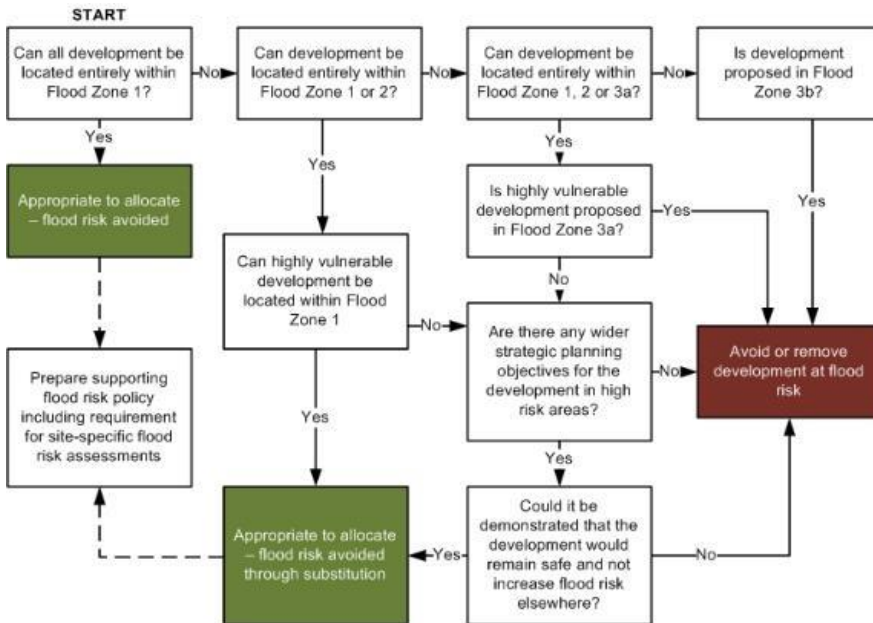 START
Can all development be
located entirely within
Flood Zone 1?
No
Can development be
located entirely within
Flood Zone 1 or 2?
No
Can development be
located entirely within
Flood Zone 1, 2 or 3a?
No
Is development
proposed in Flood
Zone 3b?
Yes
Yes
Yes
Yes
Appropriate to allocate
– flood risk avoided
Is highly vulnerable
development proposed
in Flood Zone 3a?
Yes
No
Can highly vulnerable
development be
located within Flood
Zone 1
No
Are there any wider
strategic planning
objectives for the
development in high
risk areas?
No
Avoid or remove
development at flood
risk
Prepare supporting
flood risk policy
including requirement
for site-specific flood
risk assessments
Yes
Yes
Appropriate to allocate
– flood risk avoided
through substitution
Yes
Could it be
demonstrated that the
development would
remain safe and not
increase flood risk
elsewhere?
No